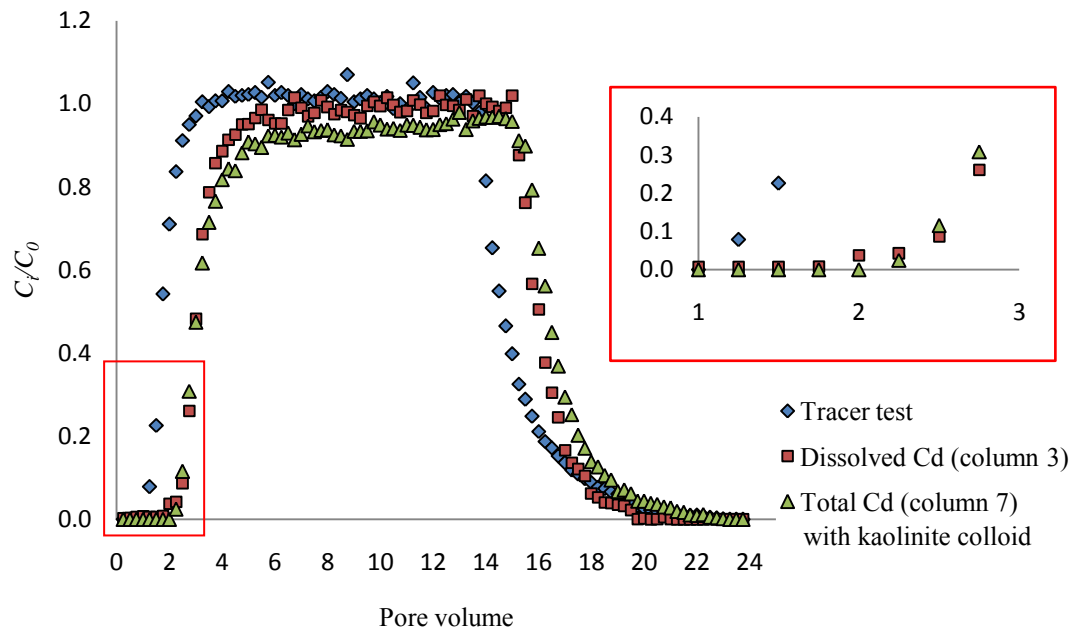 1.2
1.0
0.8
0.6
0.4
0.2
0.0
C_i/C_0
0 2 4 6 8 10 12 14 16 18 20 22 24
Pore volume
0.4
0.3
0.2
0.1
0.0
1 2 3
Tracer test
Dissolved Cd (column 3)
Total Cd (column 7)
with kaolinite colloid